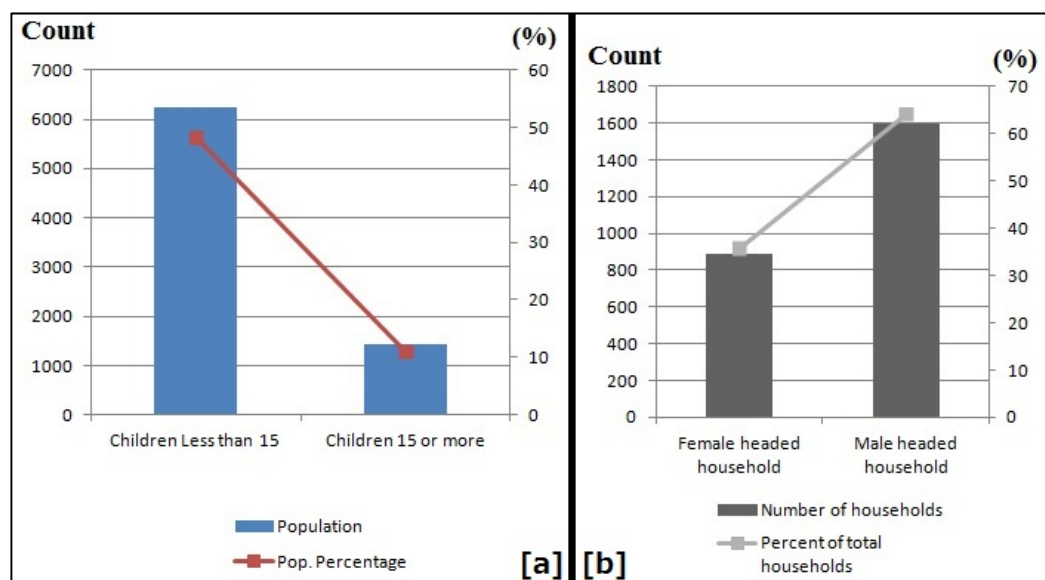 Count (%)
7000
6000
5000
4000
3000
2000
1000
0
60
50
40
30
20
10
0
Children Less than 15 Children 15 or more
Population
Pop. Percentage
[a]
Count (%)
1800
1600
1400
1200
1000
800
600
400
200
0
70
60
50
40
30
20
10
0
Female headed household
Male headed household
Number of households
Percent of total
households
[b]